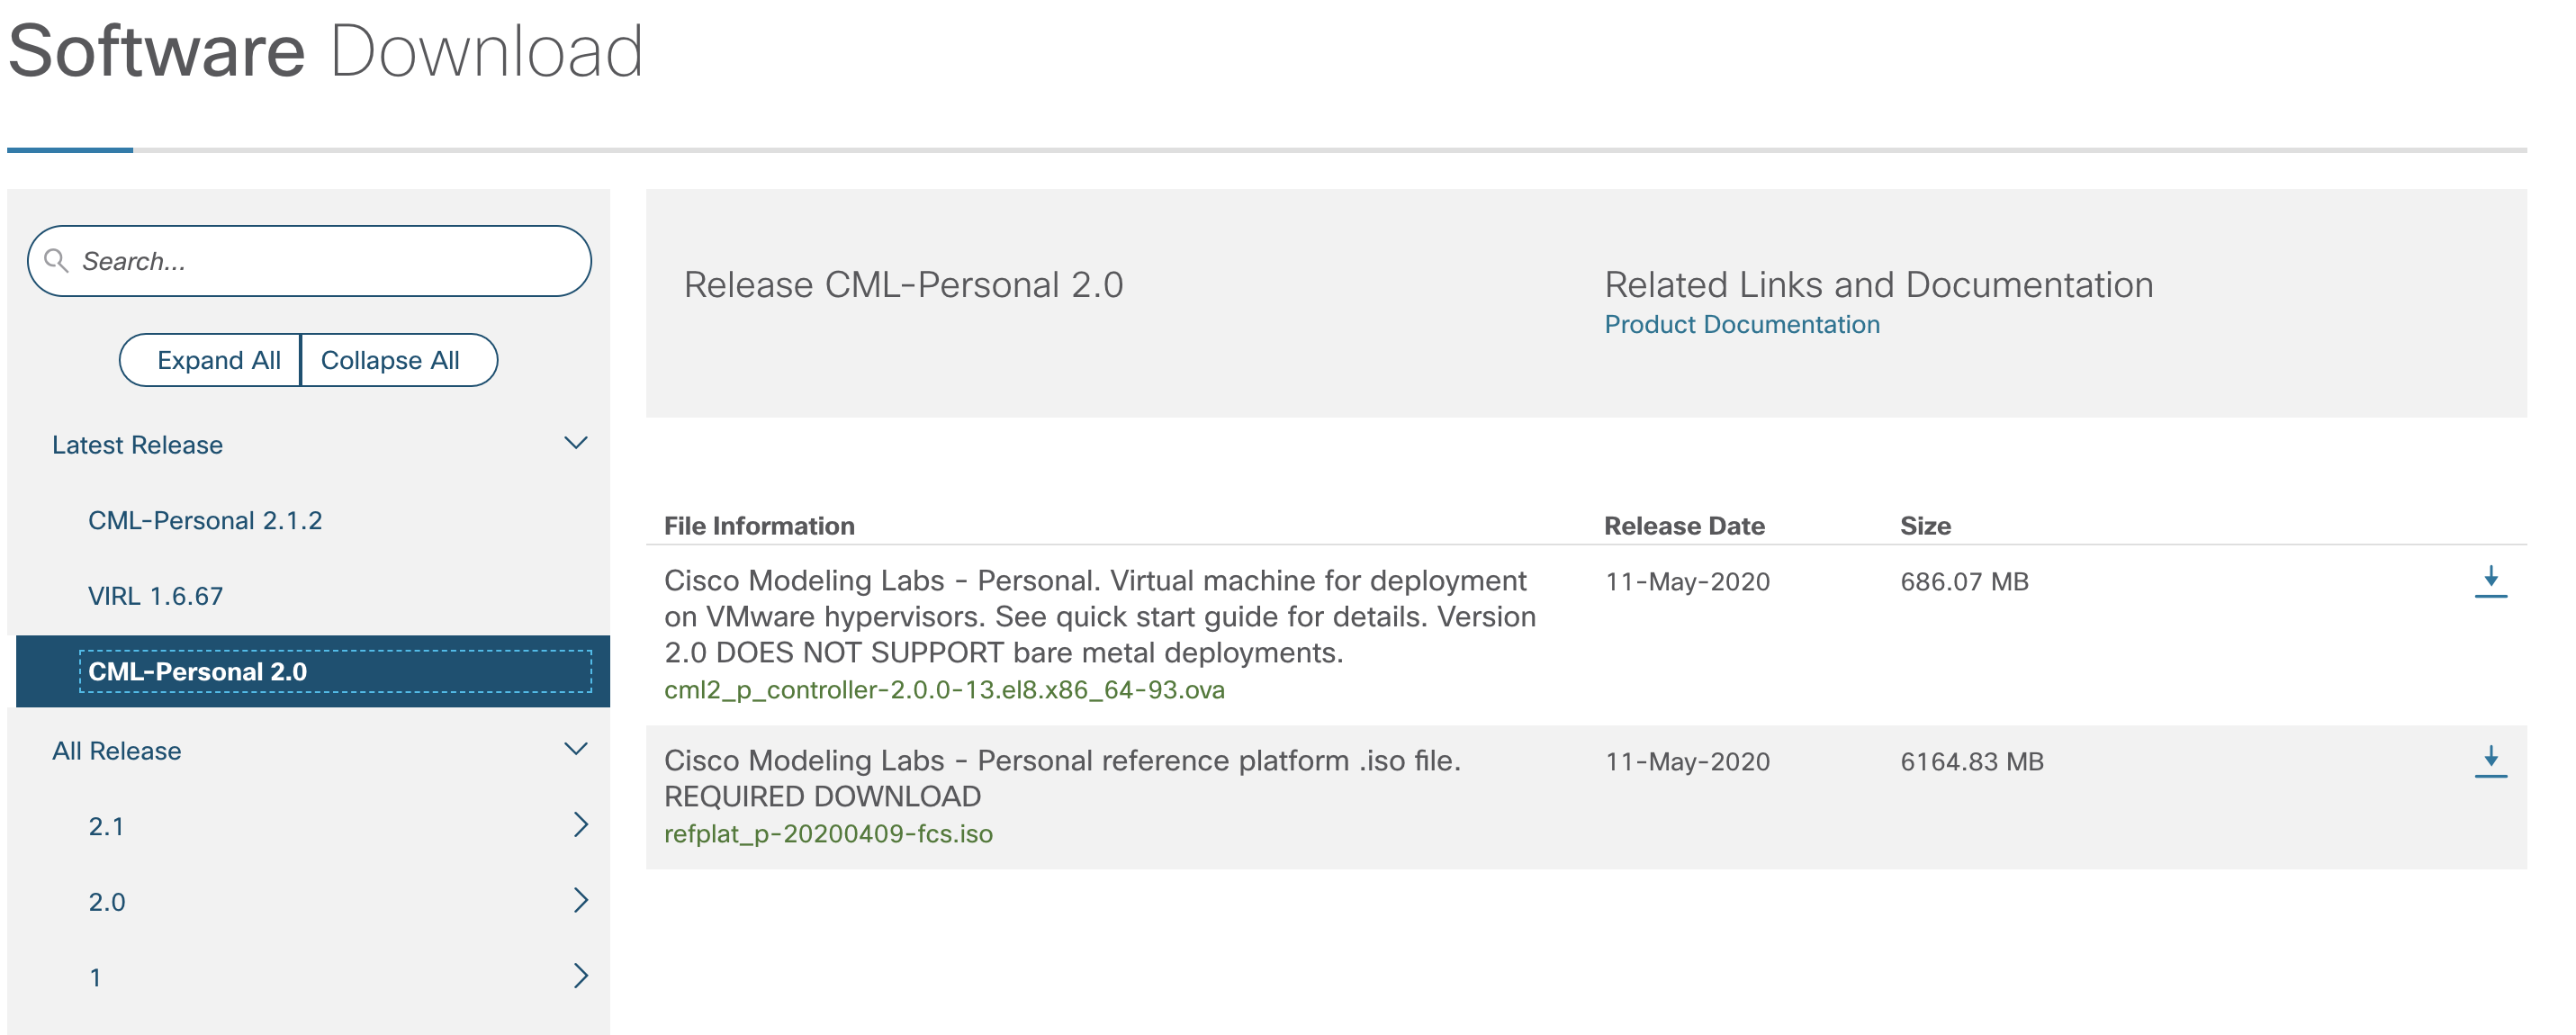 Software Download
Search...
Expand All Collapse All
Latest Release
CML-Personal 2.1.2
VIRL 1.6.67
CML-Personal 2.0
All Release
2.1
2.0
1
Release CML-Personal 2.0
Related Links and Documentation
Product Documentation
File Information Release Date Size
Cisco Modeling Labs - Personal. Virtual machine for deployment 11-May-2020 686.07 MB
on VMware hypervisors. See quick start guide for details. Version
2.0 DOES NOT SUPPORT bare metal deployments.
cml2_p_controller-2.0.0-13.el8.x86_64-93.ova
Cisco Modeling Labs - Personal reference platform .iso file. 11-May-2020 6164.83 MB
REQUIRED DOWNLOAD
refplat_p-20200409-fcs.iso